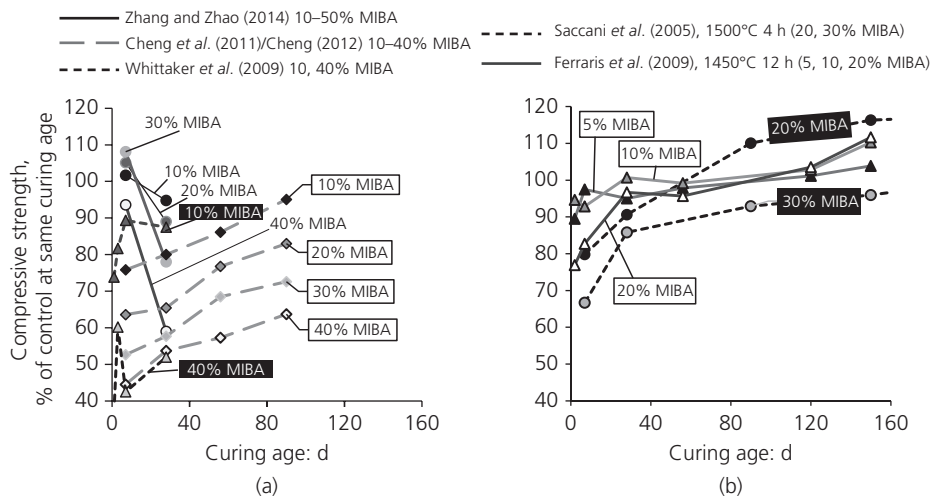 Zhang and Zhao (2014) 10–50% MIBA
Cheng et al. (2011)/Cheng (2012) 10–40% MIBA
Whittaker et al. (2009) 10, 40% MIBA
Saccani et al. (2005), 1500°C 4 h (20, 30% MIBA)
Ferraris et al. (2009), 1450°C 12 h (5, 10, 20% MIBA)
Compressive strength,
% of control at same curing age
120
110
100
90
80
70
60
50
40
30% MIBA
10% MIBA
20% MIBA
10% MIBA
40% MIBA
10% MIBA
20% MIBA
30% MIBA
40% MIBA
40% MIBA
0
40
80
120
160
Curing age: d
(a)
120
110
100
90
80
70
60
50
40
5% MIBA
10% MIBA
20% MIBA
30% MIBA
20% MIBA
0
40
80
120
160
Curing age: d
(b)